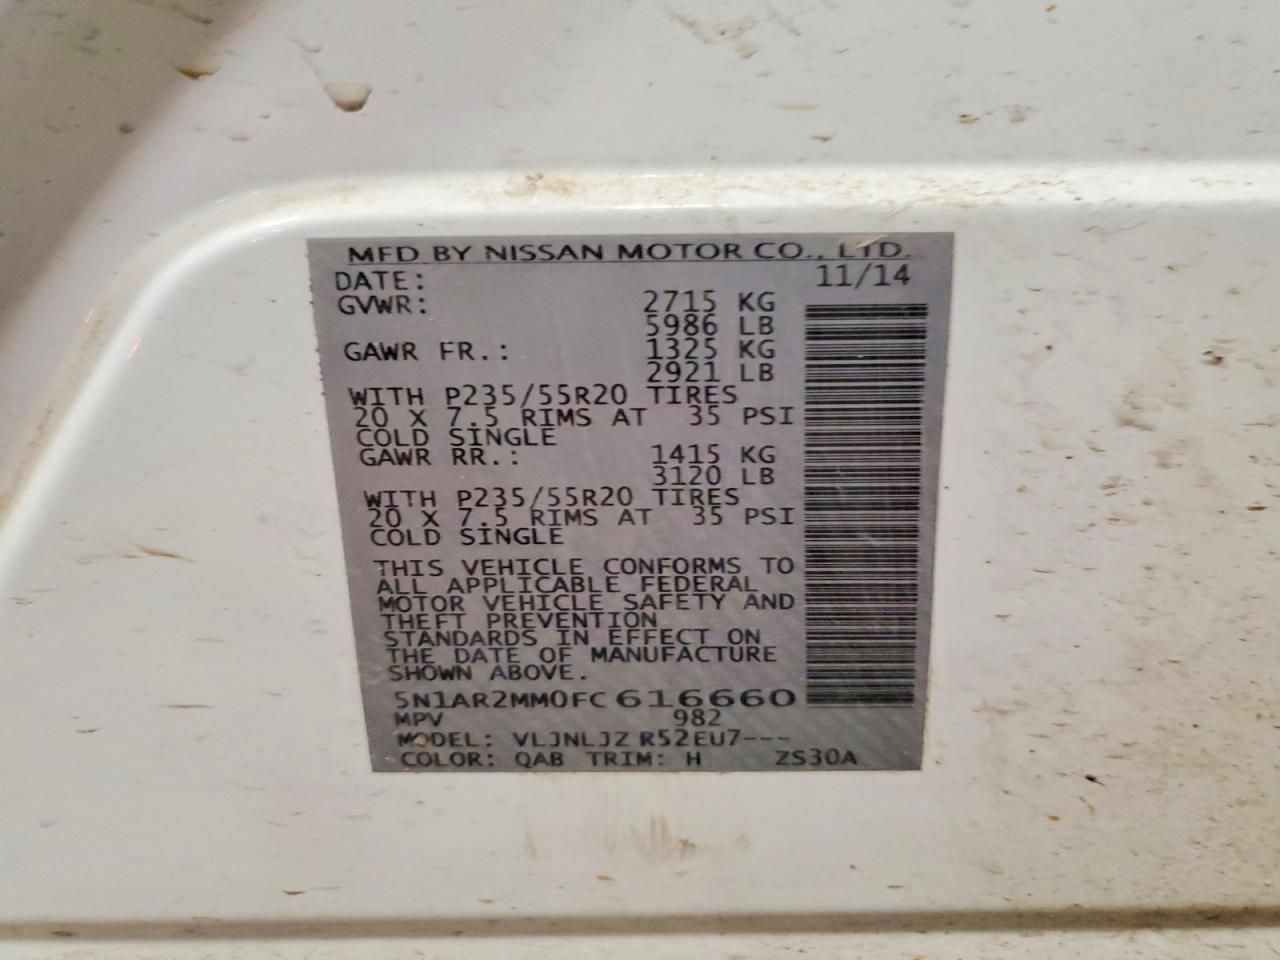 MFD BY NISSAN MOTOR CO., LTD.
DATE: 11/14
GVWR: 2715 KG
5986 LB
GAWR FR.: 1325 KG
2921 LB
WITH P235/55R20 TIRES
20 X 7.5 RIMS AT 35 PSI
COLD SINGLE
GAWR RR.: 1415 KG
3120 LB
WITH P235/55R20 TIRES
20 X 7.5 RIMS AT 35 PSI
COLD SINGLE
THIS VEHICLE CONFORMS TO
ALL APPLICABLE FEDERAL
MOTOR VEHICLE SAFETY AND
THEFT PREVENTION
STANDARDS IN EFFECT ON
THE DATE OF MANUFACTURE
SHOWN ABOVE.
5N1AR2MM0FC616660
MPV 982
MODEL: VLJNLJZ R52EU7---
COLOR: QAB TRIM: H ZS30A